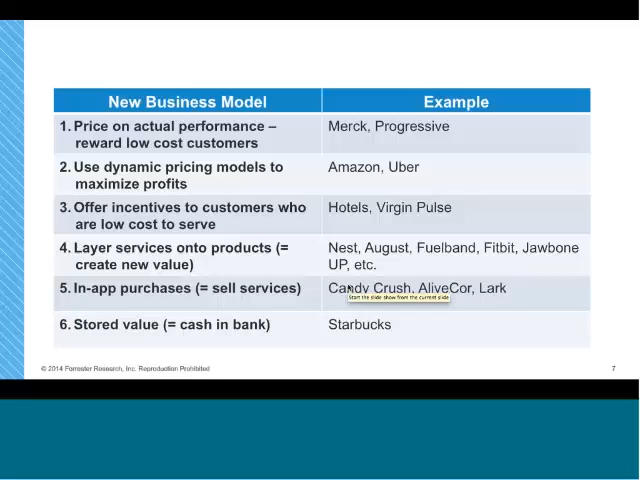 New Business Model Example
1. Price on actual performance – Merck, Progressive
reward low cost customers
2. Use dynamic pricing models to Amazon, Uber
maximize profits
3. Offer incentives to customers who Hotels, Virgin Pulse
are low cost to serve
4. Layer services onto products (= Nest, August, Fuelband, Fitbit, Jawbone
create new value) UP, etc.
5. In-app purchases (= sell services) Candy Crush, AliveCor, Lark
Start the slide show from the current slide
6. Stored value (= cash in bank) Starbucks
© 2014 Forrester Research, Inc. Reproduction Prohibited 7